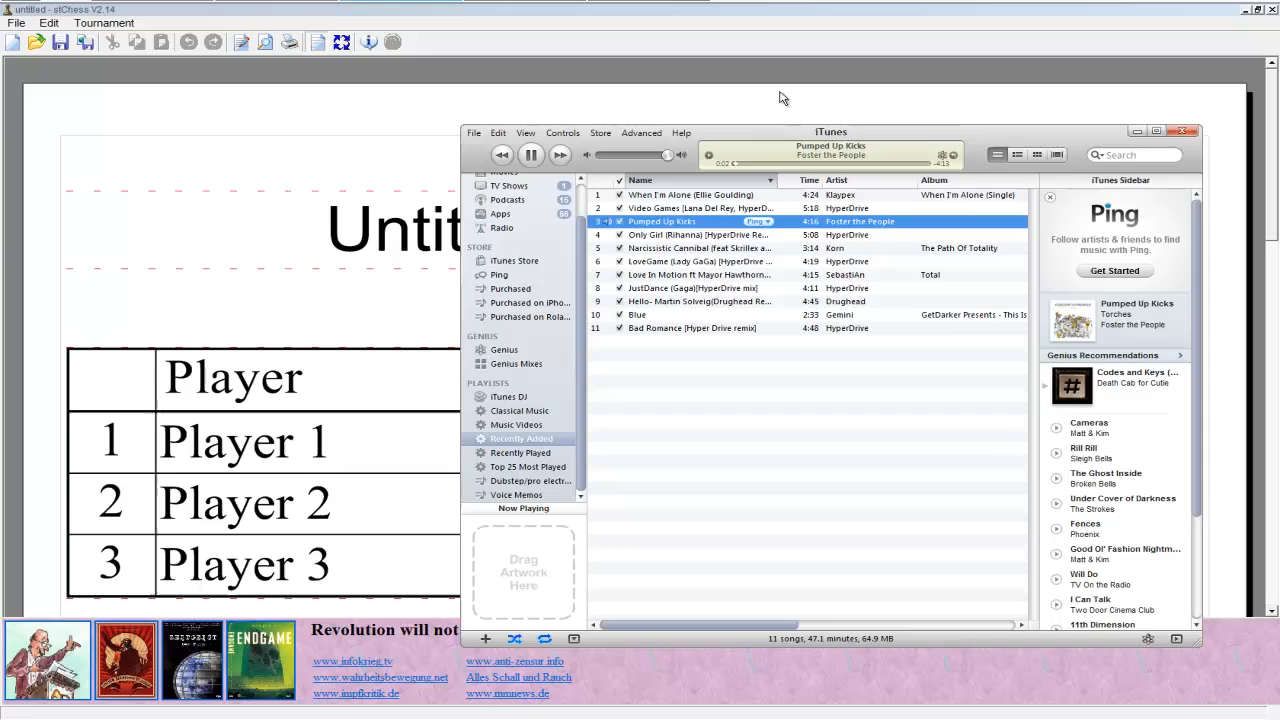 untitled - stChess V2.14
File Edit Tournament
Untit
Player
1 Player 1
2 Player 2
3 Player 3
Revolution will not
www.infokrieg.tv www.anti-zensur.info
www.wahrheitsbewegung.net Alles Schall und Rauch
www.impfkritik.de www.mmnews.de
ZEITGEIST
ENDGAME
File Edit View Controls Store Advanced Help
iTunes
Pumped Up Kicks
Foster the People
0:02 -4:13
Search
TV Shows 1
Podcasts 15
Apps 56
Radio
STORE
iTunes Store
Ping
Purchased
Purchased on iPho...
Purchased on Rola...
GENIUS
Genius
Genius Mixes
PLAYLISTS
iTunes DJ
Classical Music
Music Videos
Recently Added
Recently Played
Top 25 Most Played
Dubstep/pro electr...
Voice Memos
Now Playing
Drag
Artwork
Here
Name Time Artist Album
1 When I'm Alone (Ellie Goulding) 4:24 Klaypex When I'm Alone (Single)
2 Video Games [Lana Del Rey, HyperD... 5:18 HyperDrive
3 Pumped Up Kicks Ping 4:16 Foster the People
4 Only Girl (Rihanna) [HyperDrive Re... 5:08 HyperDrive
5 Narcissistic Cannibal (feat Skrillex a... 3:14 Korn The Path Of Totality
6 LoveGame (Lady GaGa) [HyperDrive ... 4:19 HyperDrive
7 Love In Motion ft Mayor Hawthorn... 4:15 SebastiAn Total
8 JustDance (Gaga)[HyperDrive mix] 4:11 HyperDrive
9 Hello- Martin Solveig(Drughead Re... 4:45 Drughead
10 Blue 2:33 Gemini GetDarker Presents - This Is
11 Bad Romance [Hyper Drive remix] 4:48 HyperDrive
11 songs, 47.1 minutes, 64.9 MB
iTunes Sidebar
Ping
Follow artists & friends to find
music with Ping.
Get Started
Pumped Up Kicks
Torches
Foster the People
Genius Recommendations
Codes and Keys (...
Death Cab for Cutie
Cameras
Matt & Kim
Rill Rill
Sleigh Bells
The Ghost Inside
Broken Bells
Under Cover of Darkness
The Strokes
Fences
Phoenix
Good Ol' Fashion Nightm...
Matt & Kim
Will Do
TV On the Radio
I Can Talk
Two Door Cinema Club
11th Dimension